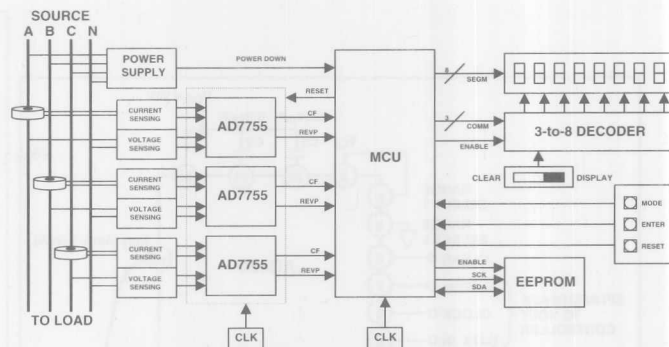 SOURCE
A B C N
POWER SUPPLY
POWER DOWN
RESET
CURRENT SENSING
VOLTAGE SENSING
AD7755
CF
REVP
CURRENT SENSING
VOLTAGE SENSING
AD7755
CF
REVP
CURRENT SENSING
VOLTAGE SENSING
AD7755
CF
REVP
TO LOAD
CLK
MCU
CLK
8
SEGM
3
COMM
ENABLE
3-to-8 DECODER
CLEAR
DISPLAY
MODE
ENTER
RESET
ENABLE
SCK
SDA
EEPROM